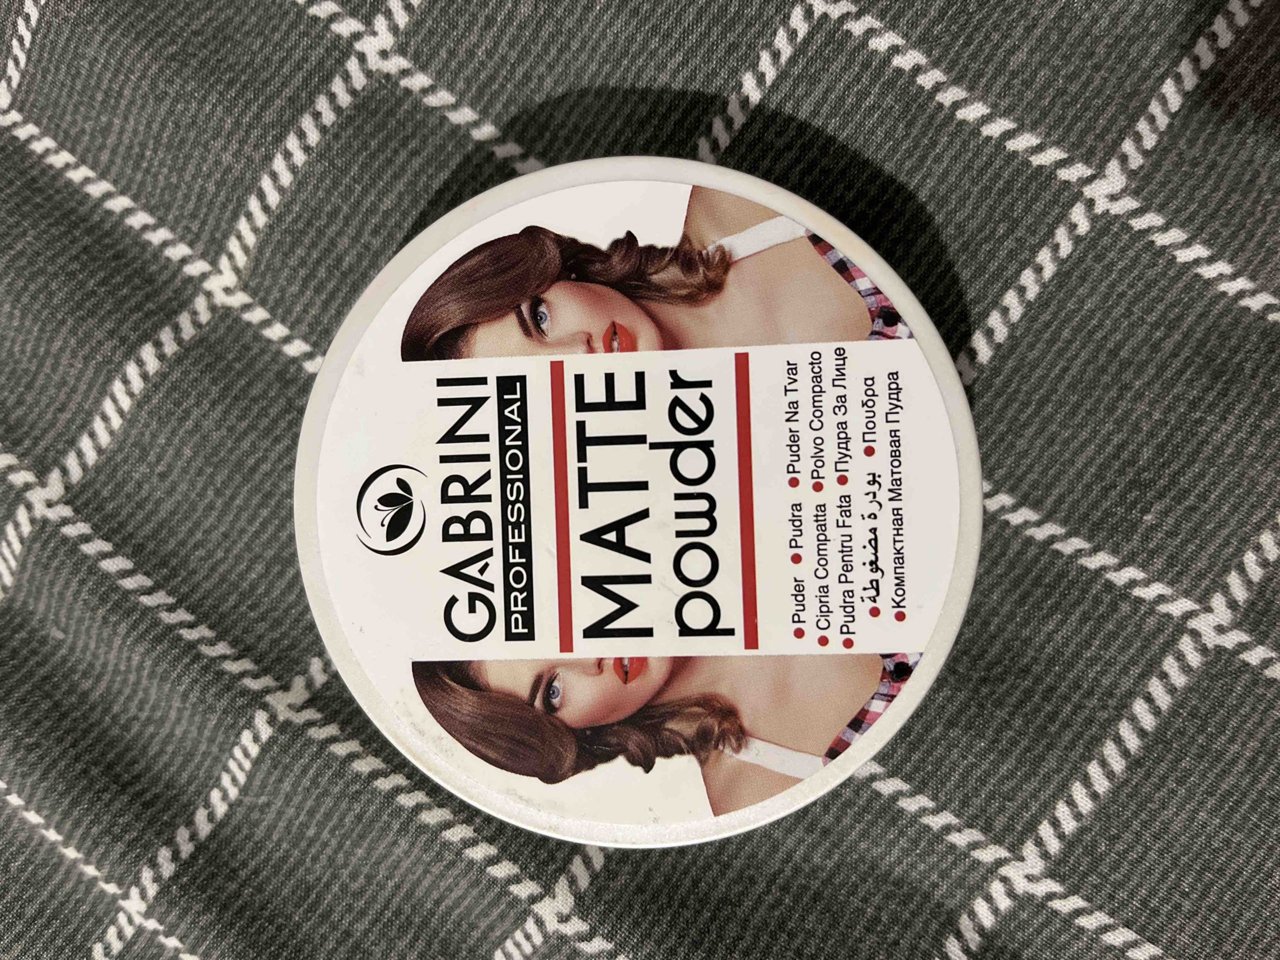 GABRINI
PROFESSIONAL
MATTE
powder
• Puder • Pudra • Puder Na Tvar
• Cipria Compatta • Polvo Compacto
• Pudra Pentru Fata • Пудра За Лице
• بودرة مضغوطة • Πουδρα
• Компактная Матовая Пудра